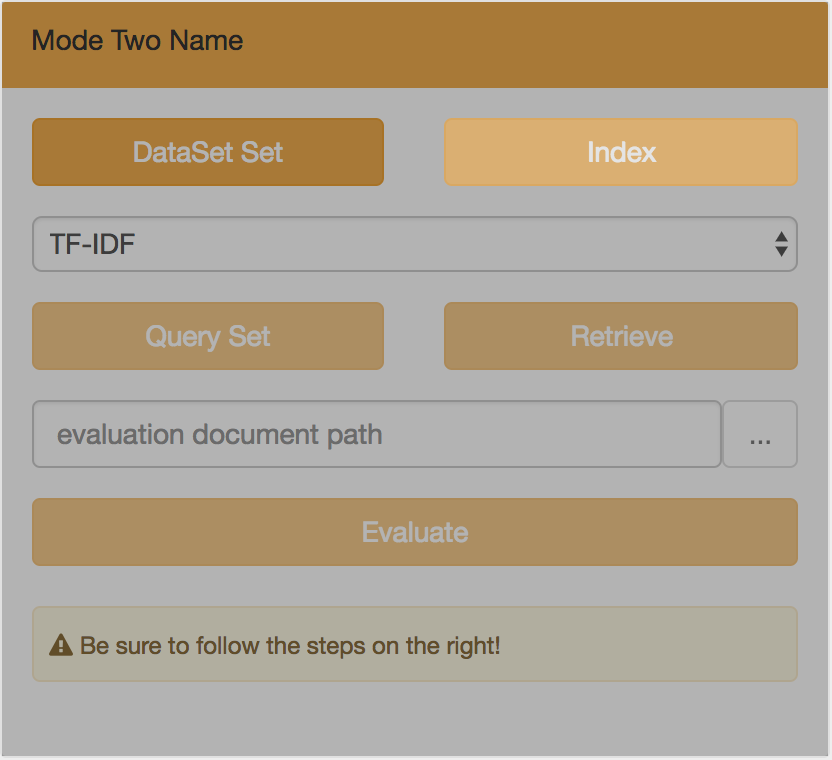 Mode Two Name
DataSet Set
Index
TF-IDF
Query Set
Retrieve
evaluation document path
...
Evaluate
Be sure to follow the steps on the right!